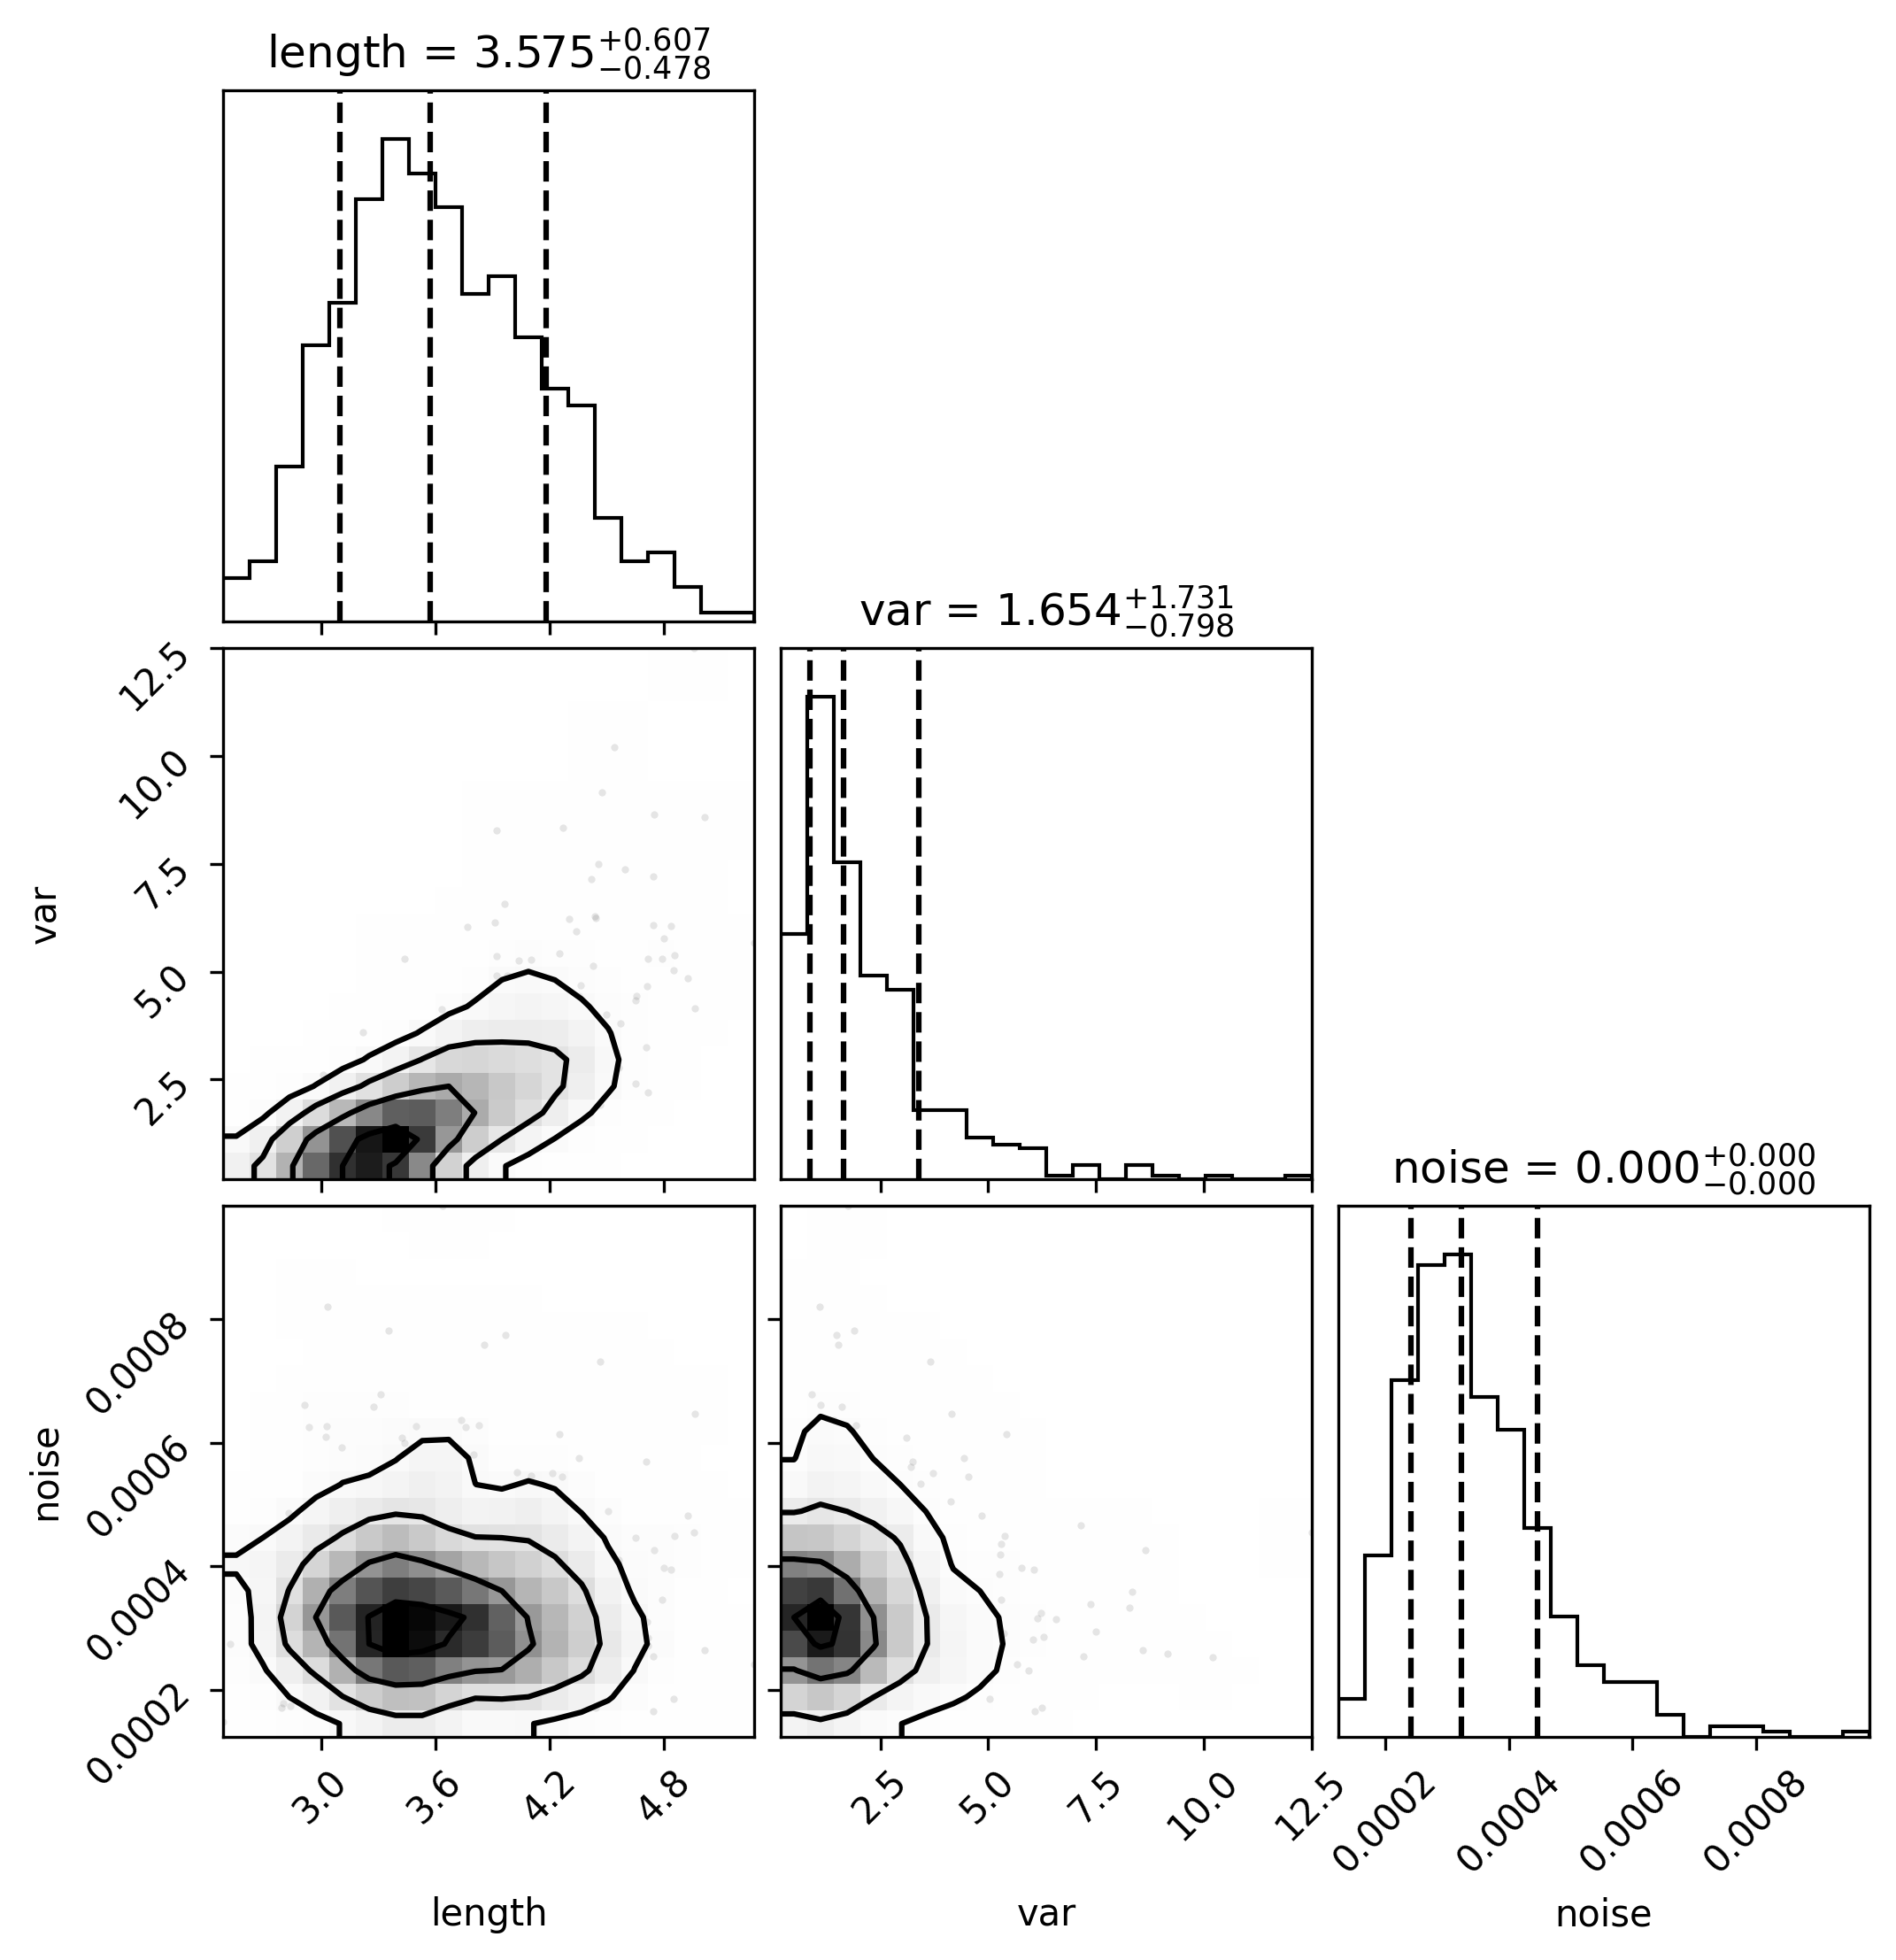 length = 3.575+0.607−0.478
var = 1.654+1.731−0.798
12.5
10.0
7.5
5.0
2.5
var
noise = 0.000+0.000−0.000
0.0008
0.0006
0.0004
0.0002
noise
3.0 3.6 4.2 4.8
2.5 5.0 7.5 10.0 12.5
0.0002 0.0004 0.0006 0.0008
length var noise